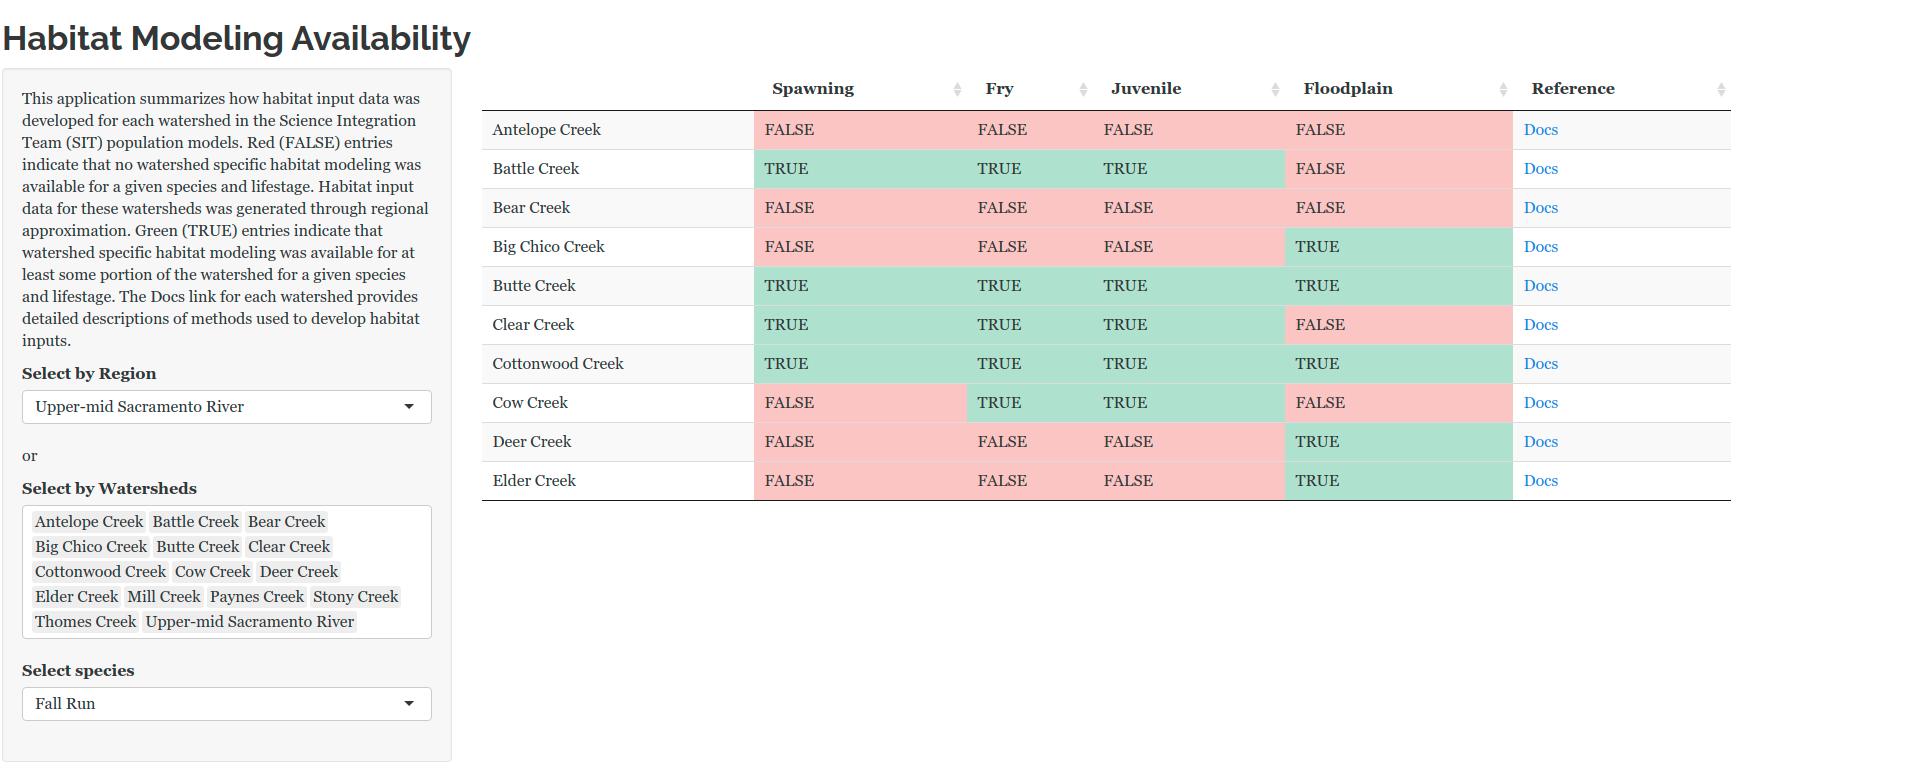 Habitat Modeling Availability
This application summarizes how habitat input data was
developed for each watershed in the Science Integration
Team (SIT) population models. Red (FALSE) entries
indicate that no watershed specific habitat modeling was
available for a given species and lifestage. Habitat input
data for these watersheds was generated through regional
approximation. Green (TRUE) entries indicate that
watershed specific habitat modeling was available for at
least some portion of the watershed for a given species
and lifestage. The Docs link for each watershed provides
detailed descriptions of methods used to develop habitat
inputs.
Select by Region
Upper-mid Sacramento River
or
Select by Watersheds
Antelope Creek Battle Creek Bear Creek
Big Chico Creek Butte Creek Clear Creek
Cottonwood Creek Cow Creek Deer Creek
Elder Creek Mill Creek Paynes Creek Stony Creek
Thomes Creek Upper-mid Sacramento River
Select species
Fall Run
Spawning Fry Juvenile Floodplain Reference
Antelope Creek FALSE FALSE FALSE FALSE Docs
Battle Creek TRUE TRUE TRUE FALSE Docs
Bear Creek FALSE FALSE FALSE FALSE Docs
Big Chico Creek FALSE FALSE FALSE TRUE Docs
Butte Creek TRUE TRUE TRUE TRUE Docs
Clear Creek TRUE TRUE TRUE FALSE Docs
Cottonwood Creek TRUE TRUE TRUE TRUE Docs
Cow Creek FALSE TRUE TRUE FALSE Docs
Deer Creek FALSE FALSE FALSE TRUE Docs
Elder Creek FALSE FALSE FALSE TRUE Docs